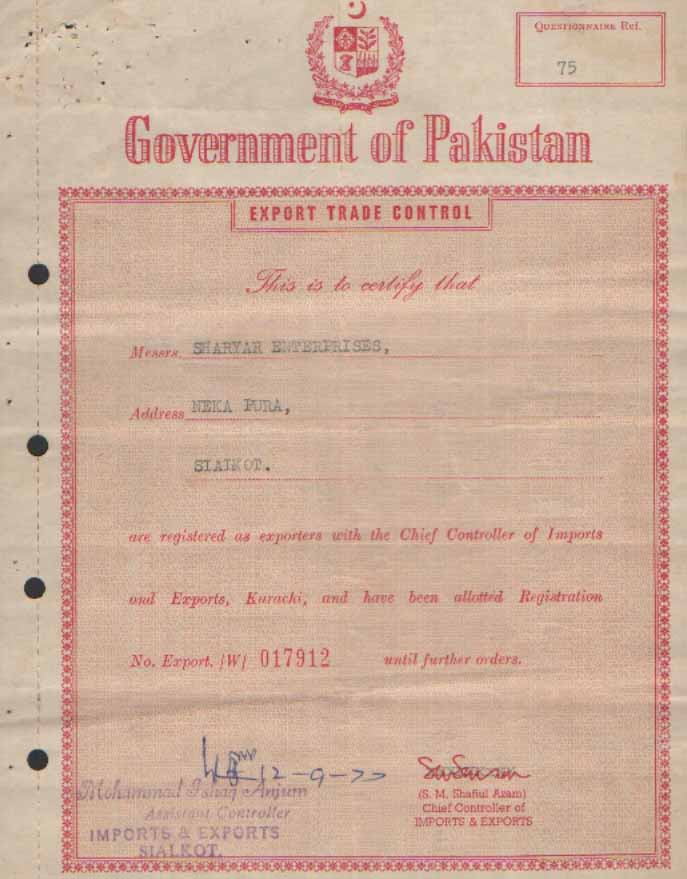 QUESTIONNAIRE Ref.
75
Government of Pakistan
EXPORT TRADE CONTROL
This is to certify that
Messrs. SHARYAR ENTERPRISES,
Address NEKA PURA,
SIALKOT.
are registered as exporters with the Chief Controller of Imports
and Exports, Karachi, and have been allotted Registration
No. Export. /W/ 017912 until further orders.
12-9-77
Mohammad Ishaq Anjum
Assistant Controller
IMPORTS & EXPORTS
SIALKOT.
(S. M. Shafiul Azam)
Chief Controller of
IMPORTS & EXPORTS